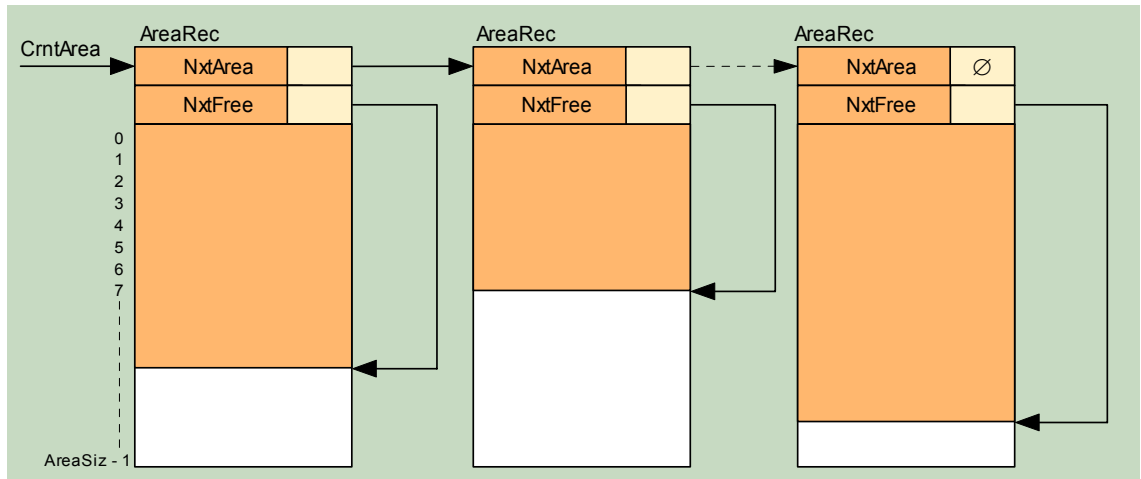 AreaRec
AreaRec
AreaRec
CrntArea
NxtArea
NxtArea
NxtArea ∅
NxtFree
NxtFree
NxtFree
0
1
2
3
4
5
6
7
AreaSiz - 1